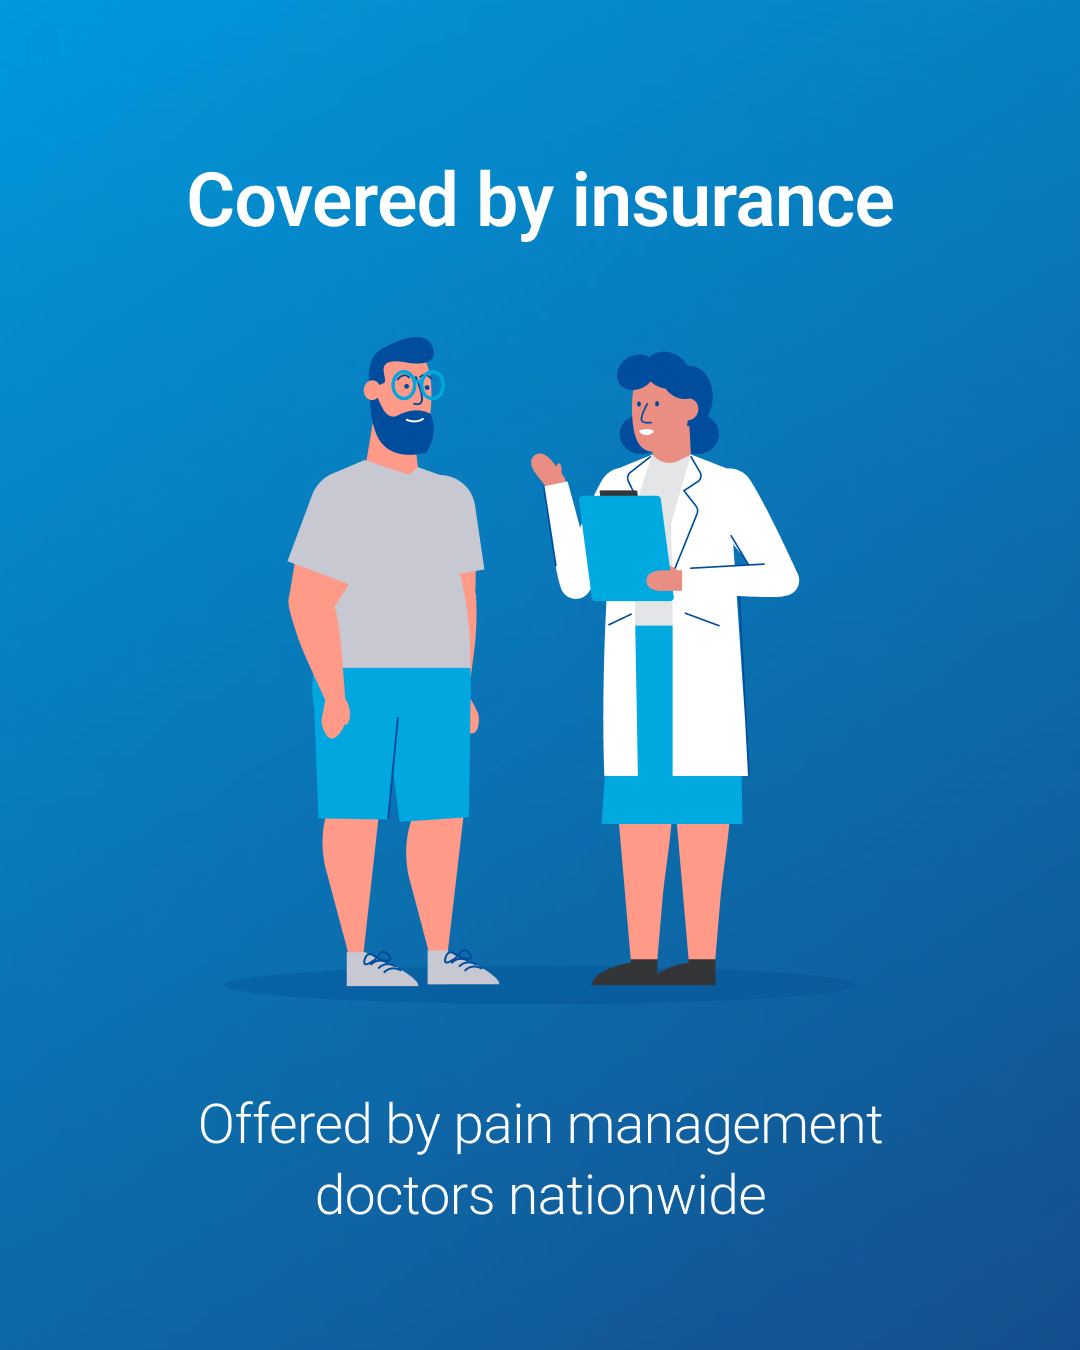 Covered by insurance
Offered by pain management
doctors nationwide